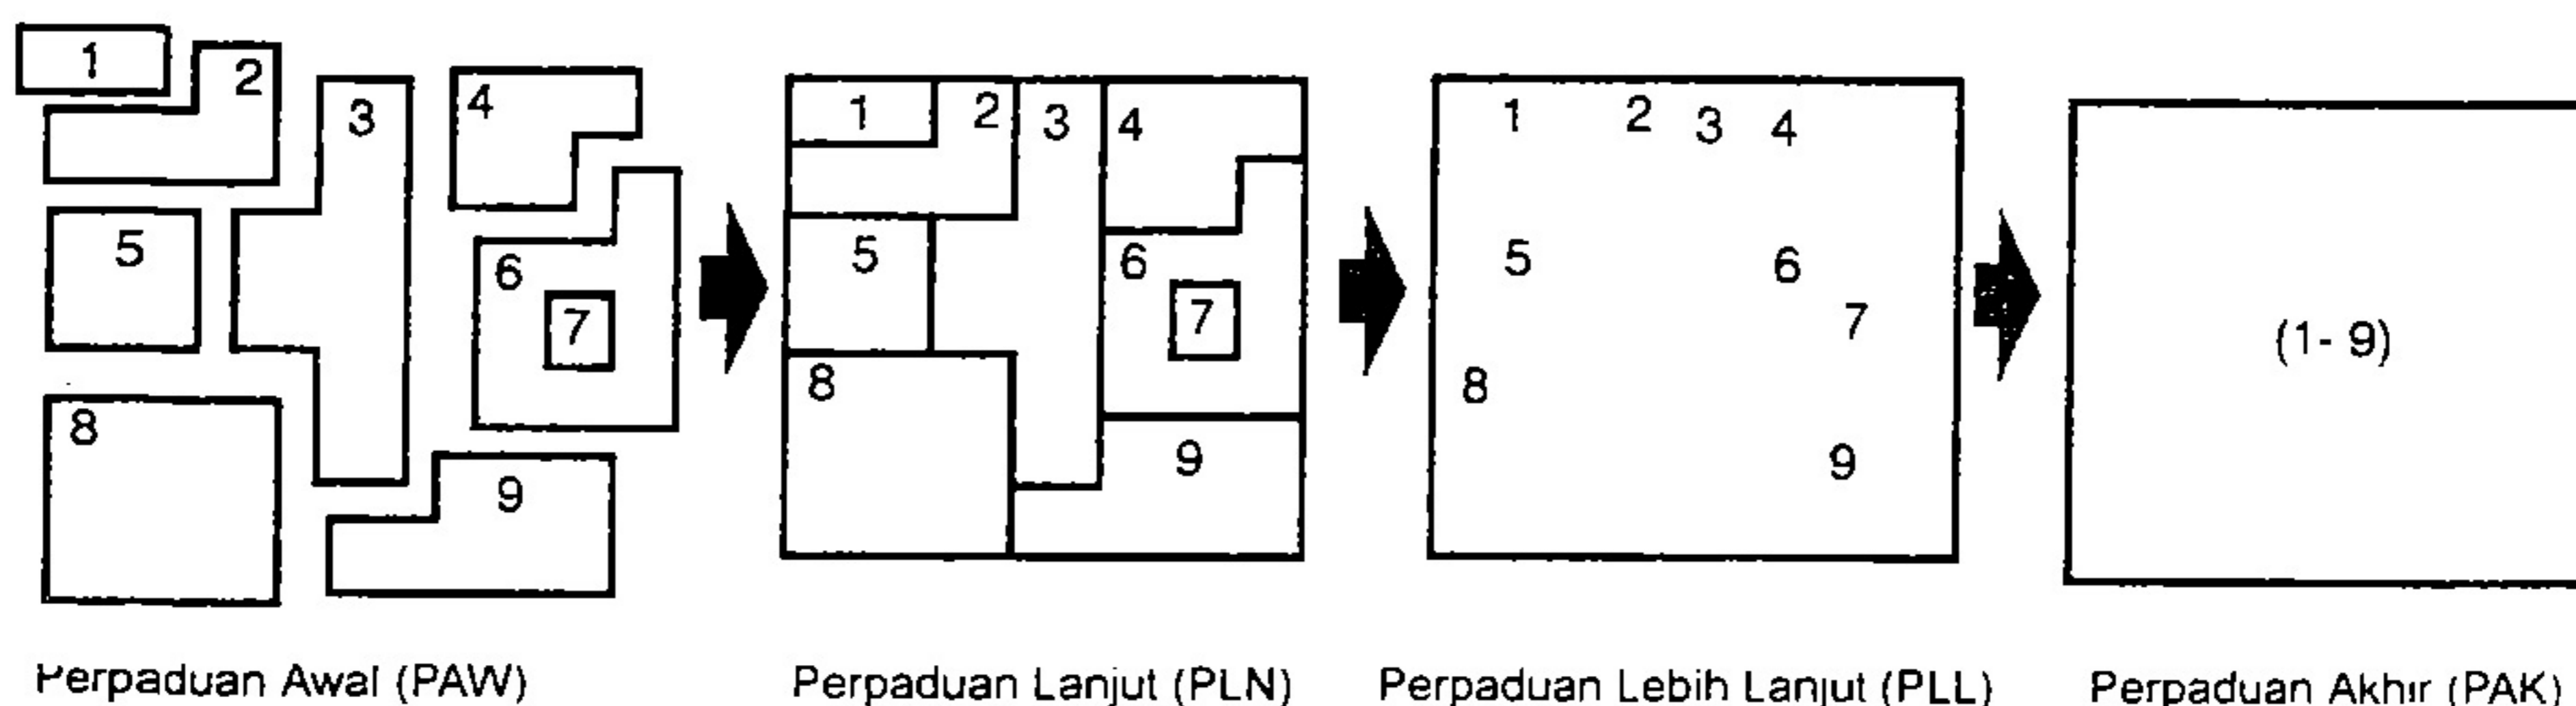 1 2 3 4
5 6 7
8 9
1 2 3 4
5 6 7
8 9
1 2 3 4
5 6 7
8 9
(1- 9)
Perpaduan Awal (PAW)
Perpaduan Lanjut (PLN)
Perpaduan Lebih Lanjut (PLL)
Perpaduan Akhir (PAK)